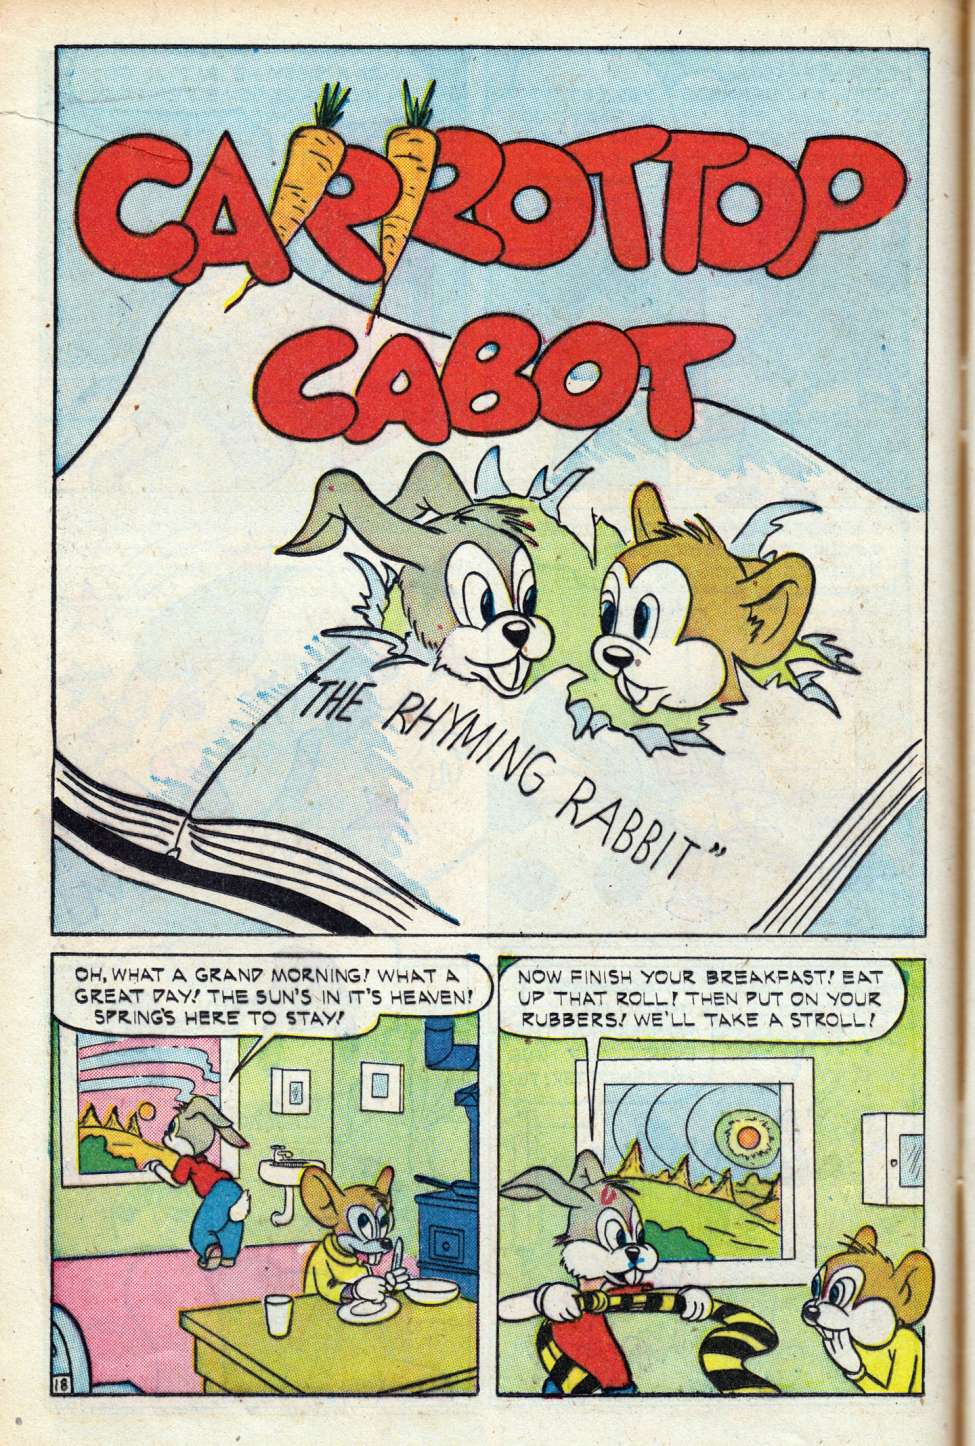 CARROTTOP
CABOT
"THE RHYMING RABBIT"
OH, WHAT A GRAND MORNING! WHAT A
GREAT DAY! THE SUN'S IN IT'S HEAVEN!
SPRING'S HERE TO STAY!
NOW FINISH YOUR BREAKFAST! EAT
UP THAT ROLL! THEN PUT ON YOUR
RUBBERS! WE'LL TAKE A STROLL!
18